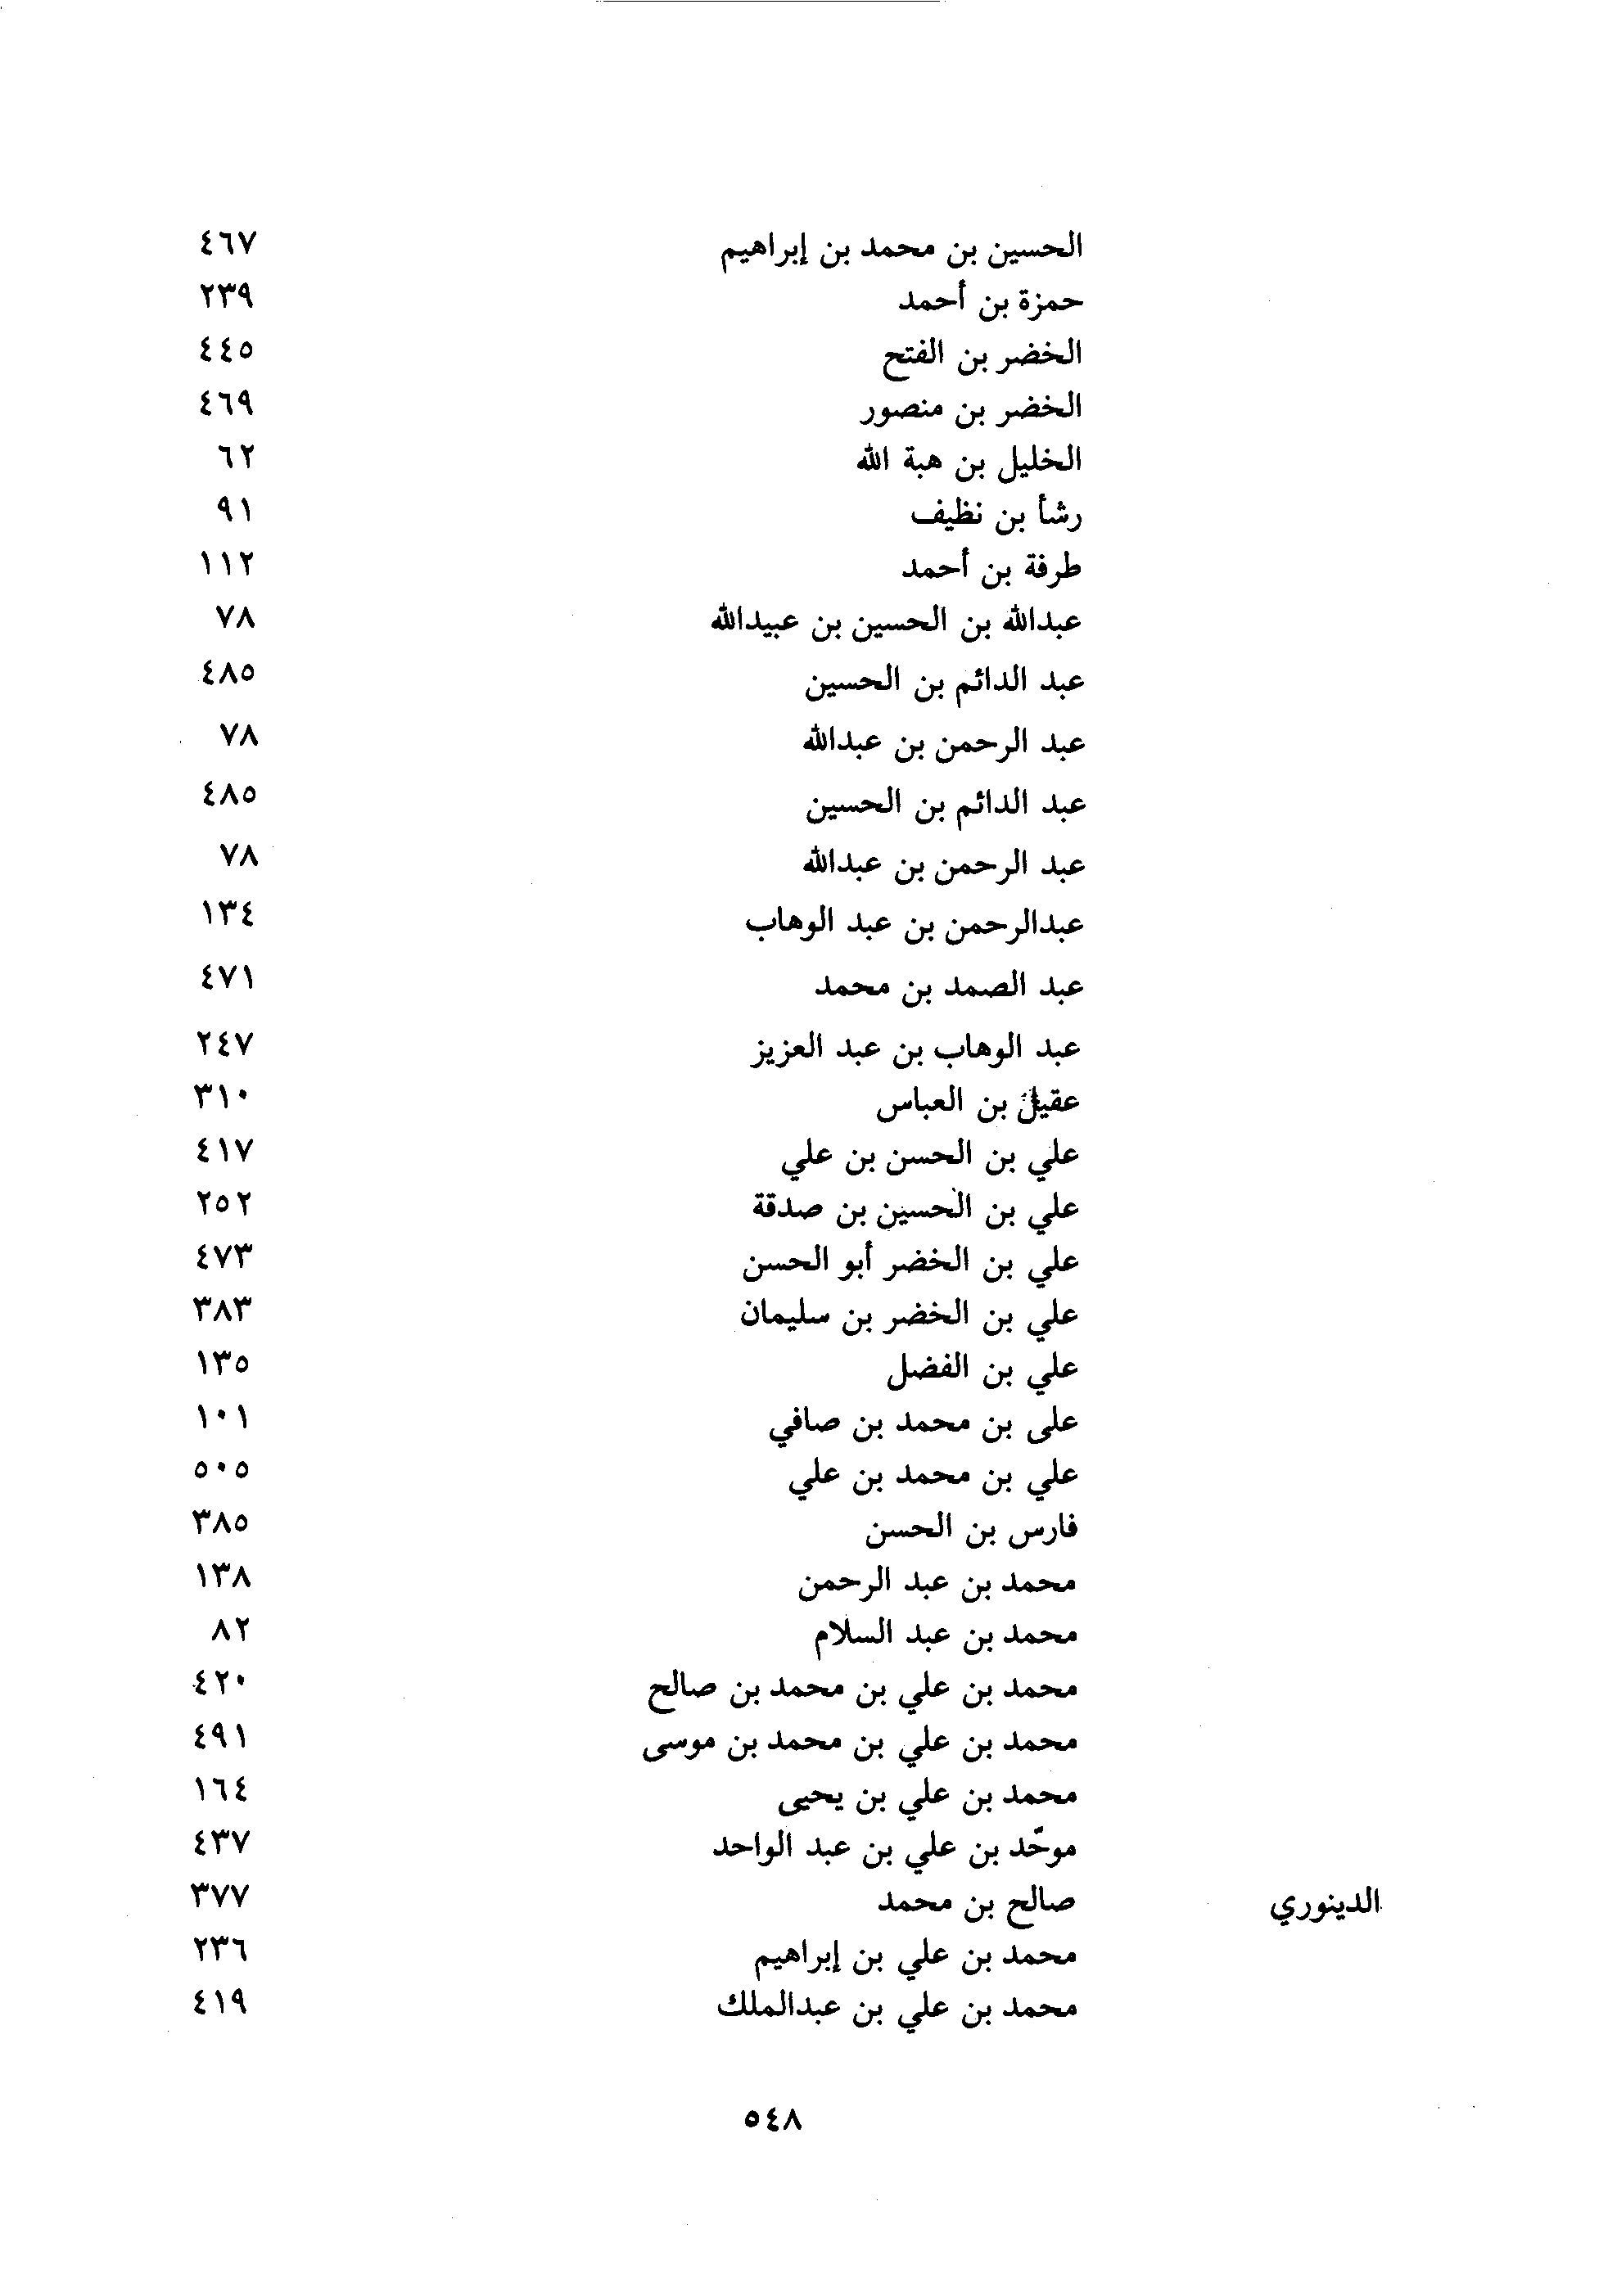 الحسين بن محمد بن إبراهيم ٤٦٧
حمزة بن أحمد ٢٣٩
الخضر بن الفتح ٤٤٥
الخضر بن منصور ٤٦٩
الخليل بن هبة الله ٦٢
رشأ بن نظيف ٩١
طرفة بن أحمد ١١٢
عبدالله بن الحسين بن عبيدالله ٧٨
عبد الدائم بن الحسين ٤٨٥
عبد الرحمن بن عبدالله ٧٨
عبد الدائم بن الحسين ٤٨٥
عبد الرحمن بن عبدالله ٧٨
عبدالرحمن بن عبد الوهاب ١٣٤
عبد الصمد بن محمد ٤٧١
عبد الوهاب بن عبد العزيز ٢٤٧
عقيل بن العباس ٣١٠
علي بن الحسن بن علي ٤١٧
علي بن الحسين بن صدقة ٢٥٢
علي بن الخضر أبو الحسن ٤٧٣
علي بن الخضر بن سليمان ٣٨٣
علي بن الفضل ١٣٥
على بن محمد بن صافي ١٠١
علي بن محمد بن علي ٥٠٥
فارس بن الحسن ٣٨٥
محمد بن عبد الرحمن ١٣٨
محمد بن عبد السلام ٨٢
محمد بن علي بن محمد بن صالح ٤٢٠
محمد بن علي بن محمد بن موسى ٤٩١
محمد بن علي بن يحيى ١٦٤
موحّد بن علي بن عبد الواحد ٤٣٧
الدينوري صالح بن محمد ٣٧٧
محمد بن علي بن إبراهيم ٢٣٦
محمد بن علي بن عبدالملك ٤١٩
٥٤٨